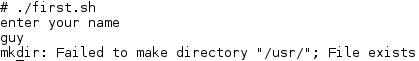 # ./first.sh
enter your name
guy
mkdir: Failed to make directory "/usr/"; File exists